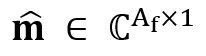 𝐦̂ ∈ ℂ^{A_f×1}